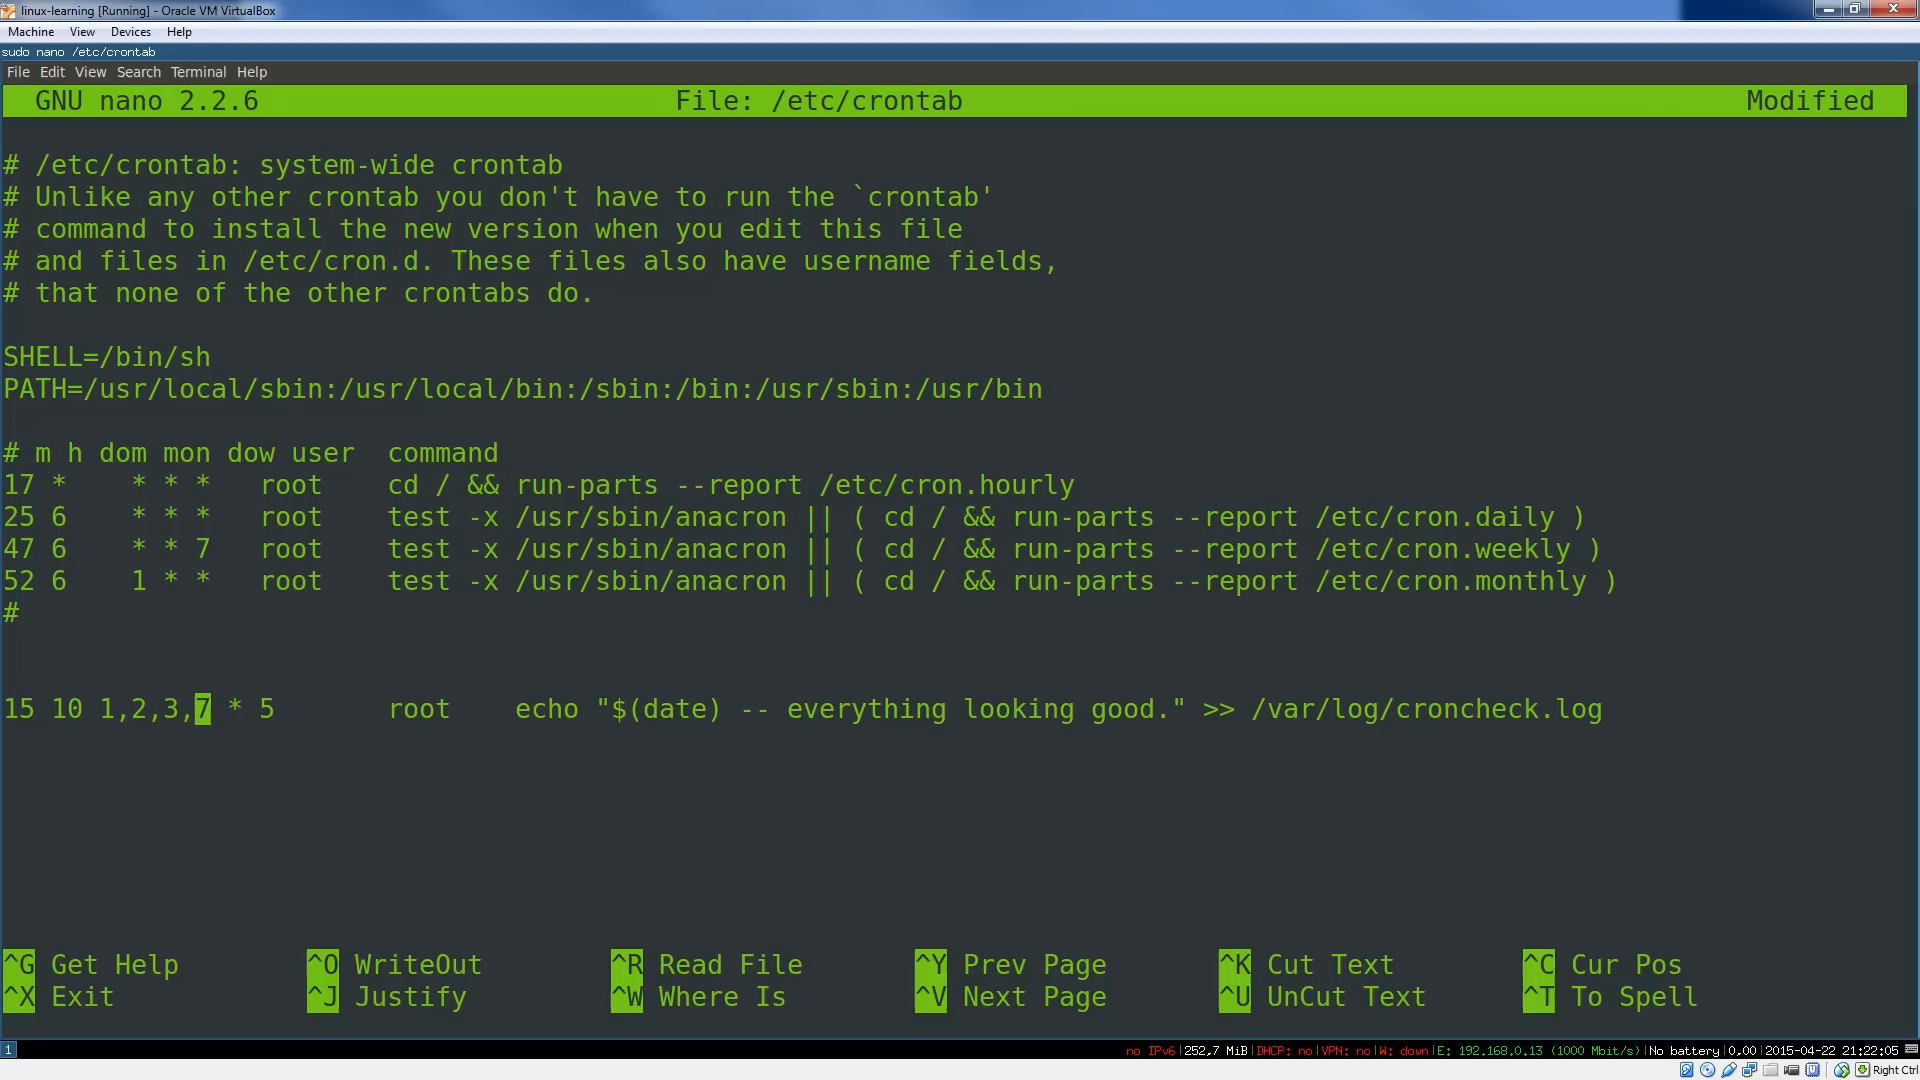 linux-learning [Running] - Oracle VM VirtualBox
Machine View Devices Help
sudo nano /etc/crontab
File Edit View Search Terminal Help
GNU nano 2.2.6 File: /etc/crontab Modified
# /etc/crontab: system-wide crontab
# Unlike any other crontab you don't have to run the `crontab'
# command to install the new version when you edit this file
# and files in /etc/cron.d. These files also have username fields,
# that none of the other crontabs do.
SHELL=/bin/sh
PATH=/usr/local/sbin:/usr/local/bin:/sbin:/bin:/usr/sbin:/usr/bin
# m h dom mon dow user  command
17 *    * * *   root    cd / && run-parts --report /etc/cron.hourly
25 6    * * *   root    test -x /usr/sbin/anacron || ( cd / && run-parts --report /etc/cron.daily )
47 6    * * 7   root    test -x /usr/sbin/anacron || ( cd / && run-parts --report /etc/cron.weekly )
52 6    1 * *   root    test -x /usr/sbin/anacron || ( cd / && run-parts --report /etc/cron.monthly )
#
15 10 1,2,3,7 * 5       root    echo "$(date) -- everything looking good." >> /var/log/croncheck.log
^G Get Help ^O WriteOut ^R Read File ^Y Prev Page ^K Cut Text ^C Cur Pos
^X Exit ^J Justify ^W Where Is ^V Next Page ^U UnCut Text ^T To Spell
1 no IPv6|252,7 MiB|DHCP: no|VPN: no|W: down|E: 192.168.0.13 (1000 Mbit/s)|No battery|0,00|2015-04-22 21:22:05
Right Ctrl